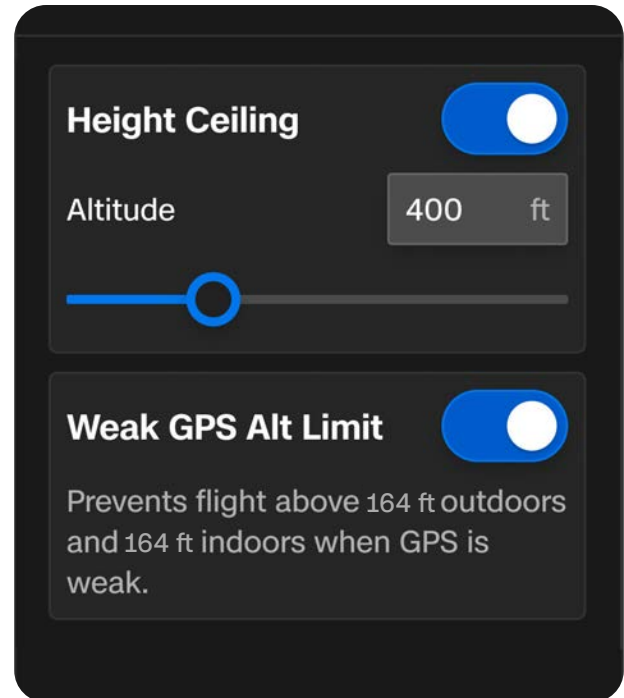 Height Ceiling
Altitude 400 ft
Weak GPS Alt Limit
Prevents flight above 164 ft outdoors
and 164 ft indoors when GPS is
weak.